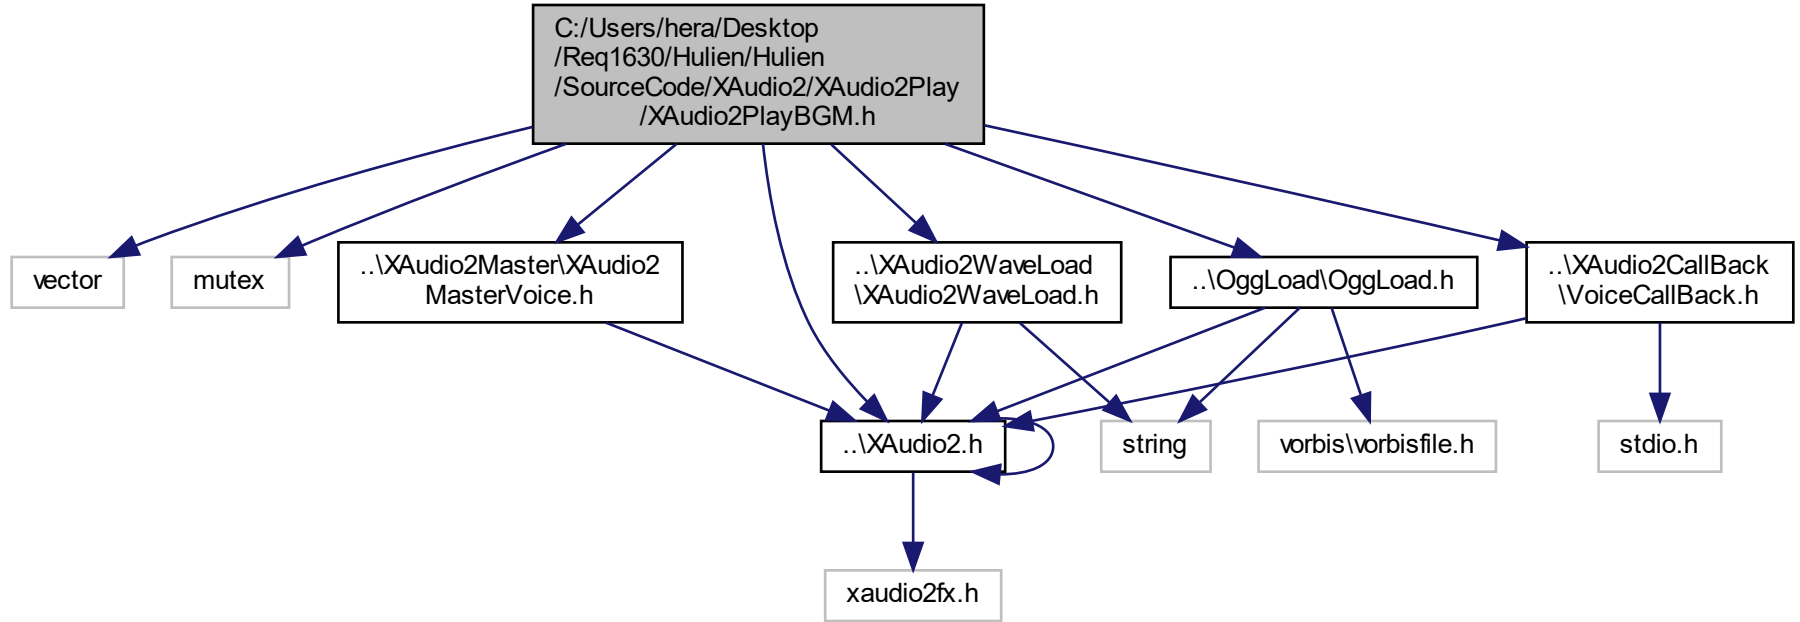 C:/Users/hera/Desktop
/Req1630/Hulien/Hulien
/SourceCode/XAudio2/XAudio2Play
/XAudio2PlayBGM.h
vector
mutex
..\XAudio2Master\XAudio2
MasterVoice.h
..\XAudio2WaveLoad
\XAudio2WaveLoad.h
..\OggLoad\OggLoad.h
..\XAudio2CallBack
\VoiceCallBack.h
..\XAudio2.h
string
vorbis\vorbisfile.h
stdio.h
xaudio2fx.h